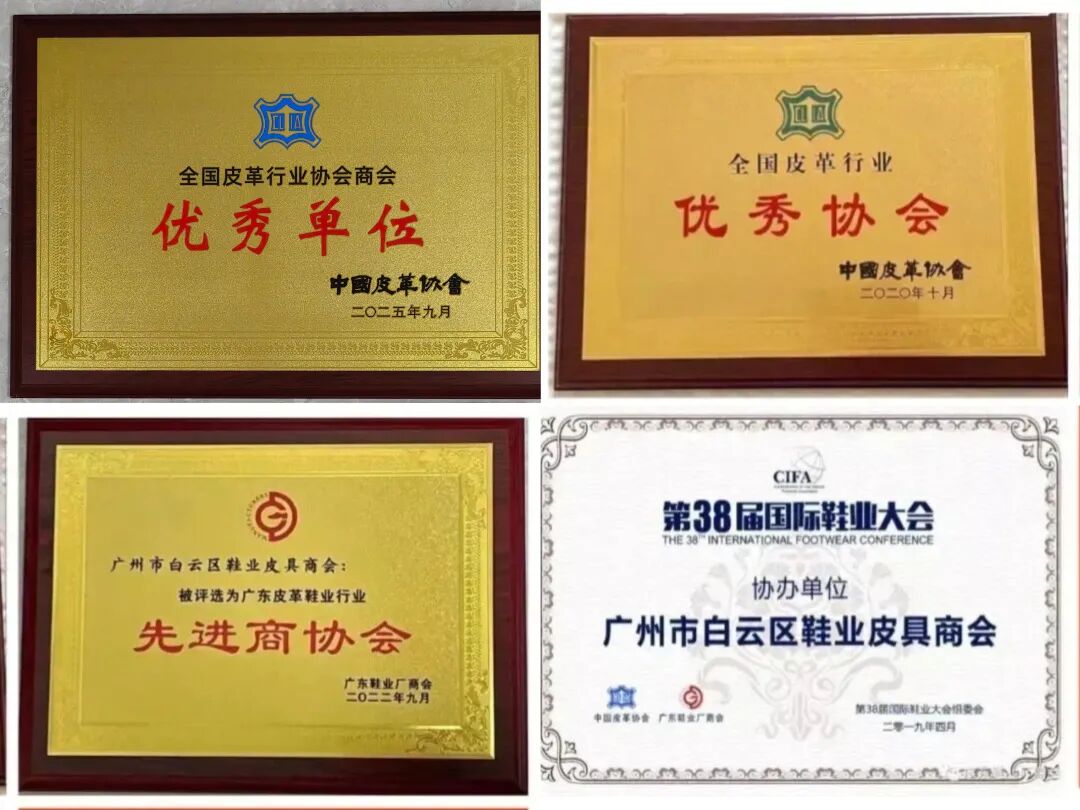 全国皮革行业协会商会
优秀单位
中國皮革协會
二〇二五年九月
全国皮革行业
优秀协会
中國皮革协會
二〇二〇年十月
广州市白云区鞋业皮具商会：
被评选为广东皮革鞋业行业
先进商协会
广东鞋业厂商会
二〇二二年九月
CIFA
第38届国际鞋业大会
THE 38TH INTERNATIONAL FOOTWEAR CONFERENCE
协办单位
广州市白云区鞋业皮具商会
中国皮革协会
广东鞋业厂商会
第38届国际鞋业大会组委会
二零一九年四月